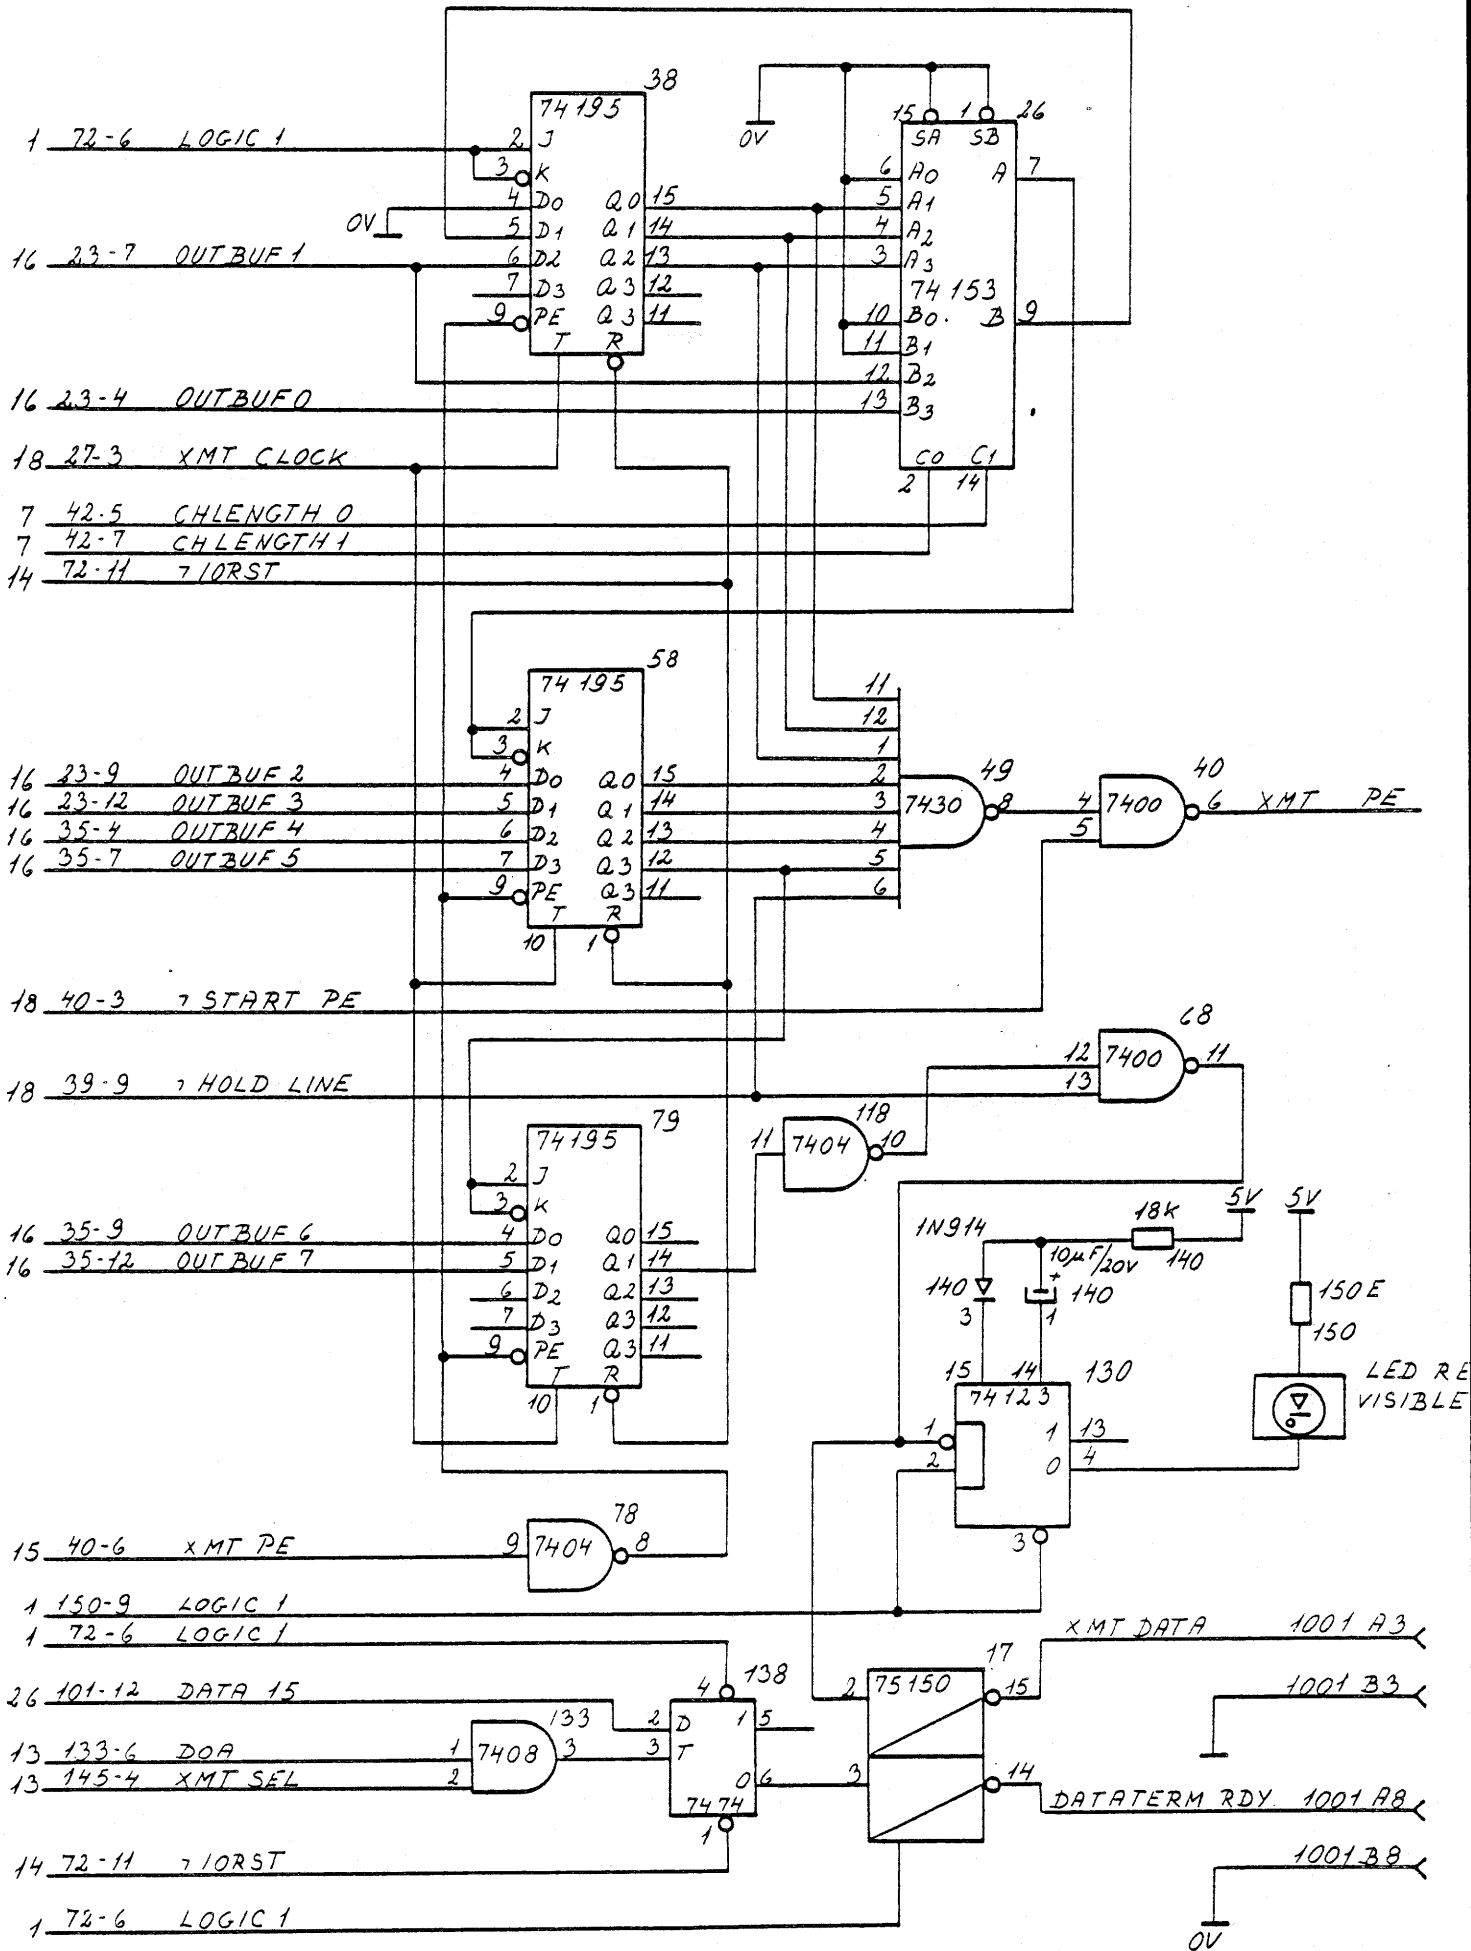 38
74 195
15 1 26
SA SB
0V
1 72-6 LOGIC 1 2 J
3 K
6 A0 A 7
4 D0 Q0 15 5 A1
0V 5 D1 Q1 14 4 A2
16 23-7 OUTBUF 1 6 D2 Q2 13 3 A3
7 D3 Q3 12 74 153
9 PE Q3 11 10 B0 B 9
T R 11 B1
12 B2
16 23-4 OUTBUF 0 13 B3
18 27-3 XMT CLOCK C0 C1
2 14
7 42-5 CHLENGTH 0
7 42-7 CHLENGTH 1
14 72-11 ¬IORST
58
74 195
11
2 J 12
3 K 1
16 23-9 OUTBUF 2 4 D0 Q0 15 2 49 40
16 23-12 OUTBUF 3 5 D1 Q1 14 3 7430 8 4 7400 6 XMT PE
16 35-4 OUTBUF 4 6 D2 Q2 13 4 5
16 35-7 OUTBUF 5 7 D3 Q3 12 5
9 PE Q3 11 6
T R
10 1
18 40-3 ¬START PE
68
12 7400 11
18 39-9 ¬HOLD LINE 13
79 118
74 195 11 7404 10
2 J
3 K 18K 5V 5V
1N914
16 35-9 OUTBUF 6 4 D0 Q0 15
16 35-12 OUTBUF 7 5 D1 Q1 14 10µF/20V 140
6 D2 Q2 13 140 140 150E
7 D3 Q3 12 3 1 150
9 PE Q3 11
T R 15 14 130 LED RE
10 1 74 123 VISIBLE
1 1 13
2 0 4
78
15 40-6 XMT PE 9 7404 8 3
1 150-9 LOGIC 1
1 72-6 LOGIC 1 XMT DATA 1001 A3
138 17
26 101-12 DATA 15 4 2 75150 15 1001 B3
133 2 D 1 5
13 133-6 DOA 1 7408 3 3 T
13 145-4 XMT SEL 2 0 6 3 14
7474 DATATERM RDY 1001 A8
1
14 72-11 ¬IORST 1001 B8
1 72-6 LOGIC 1
0V